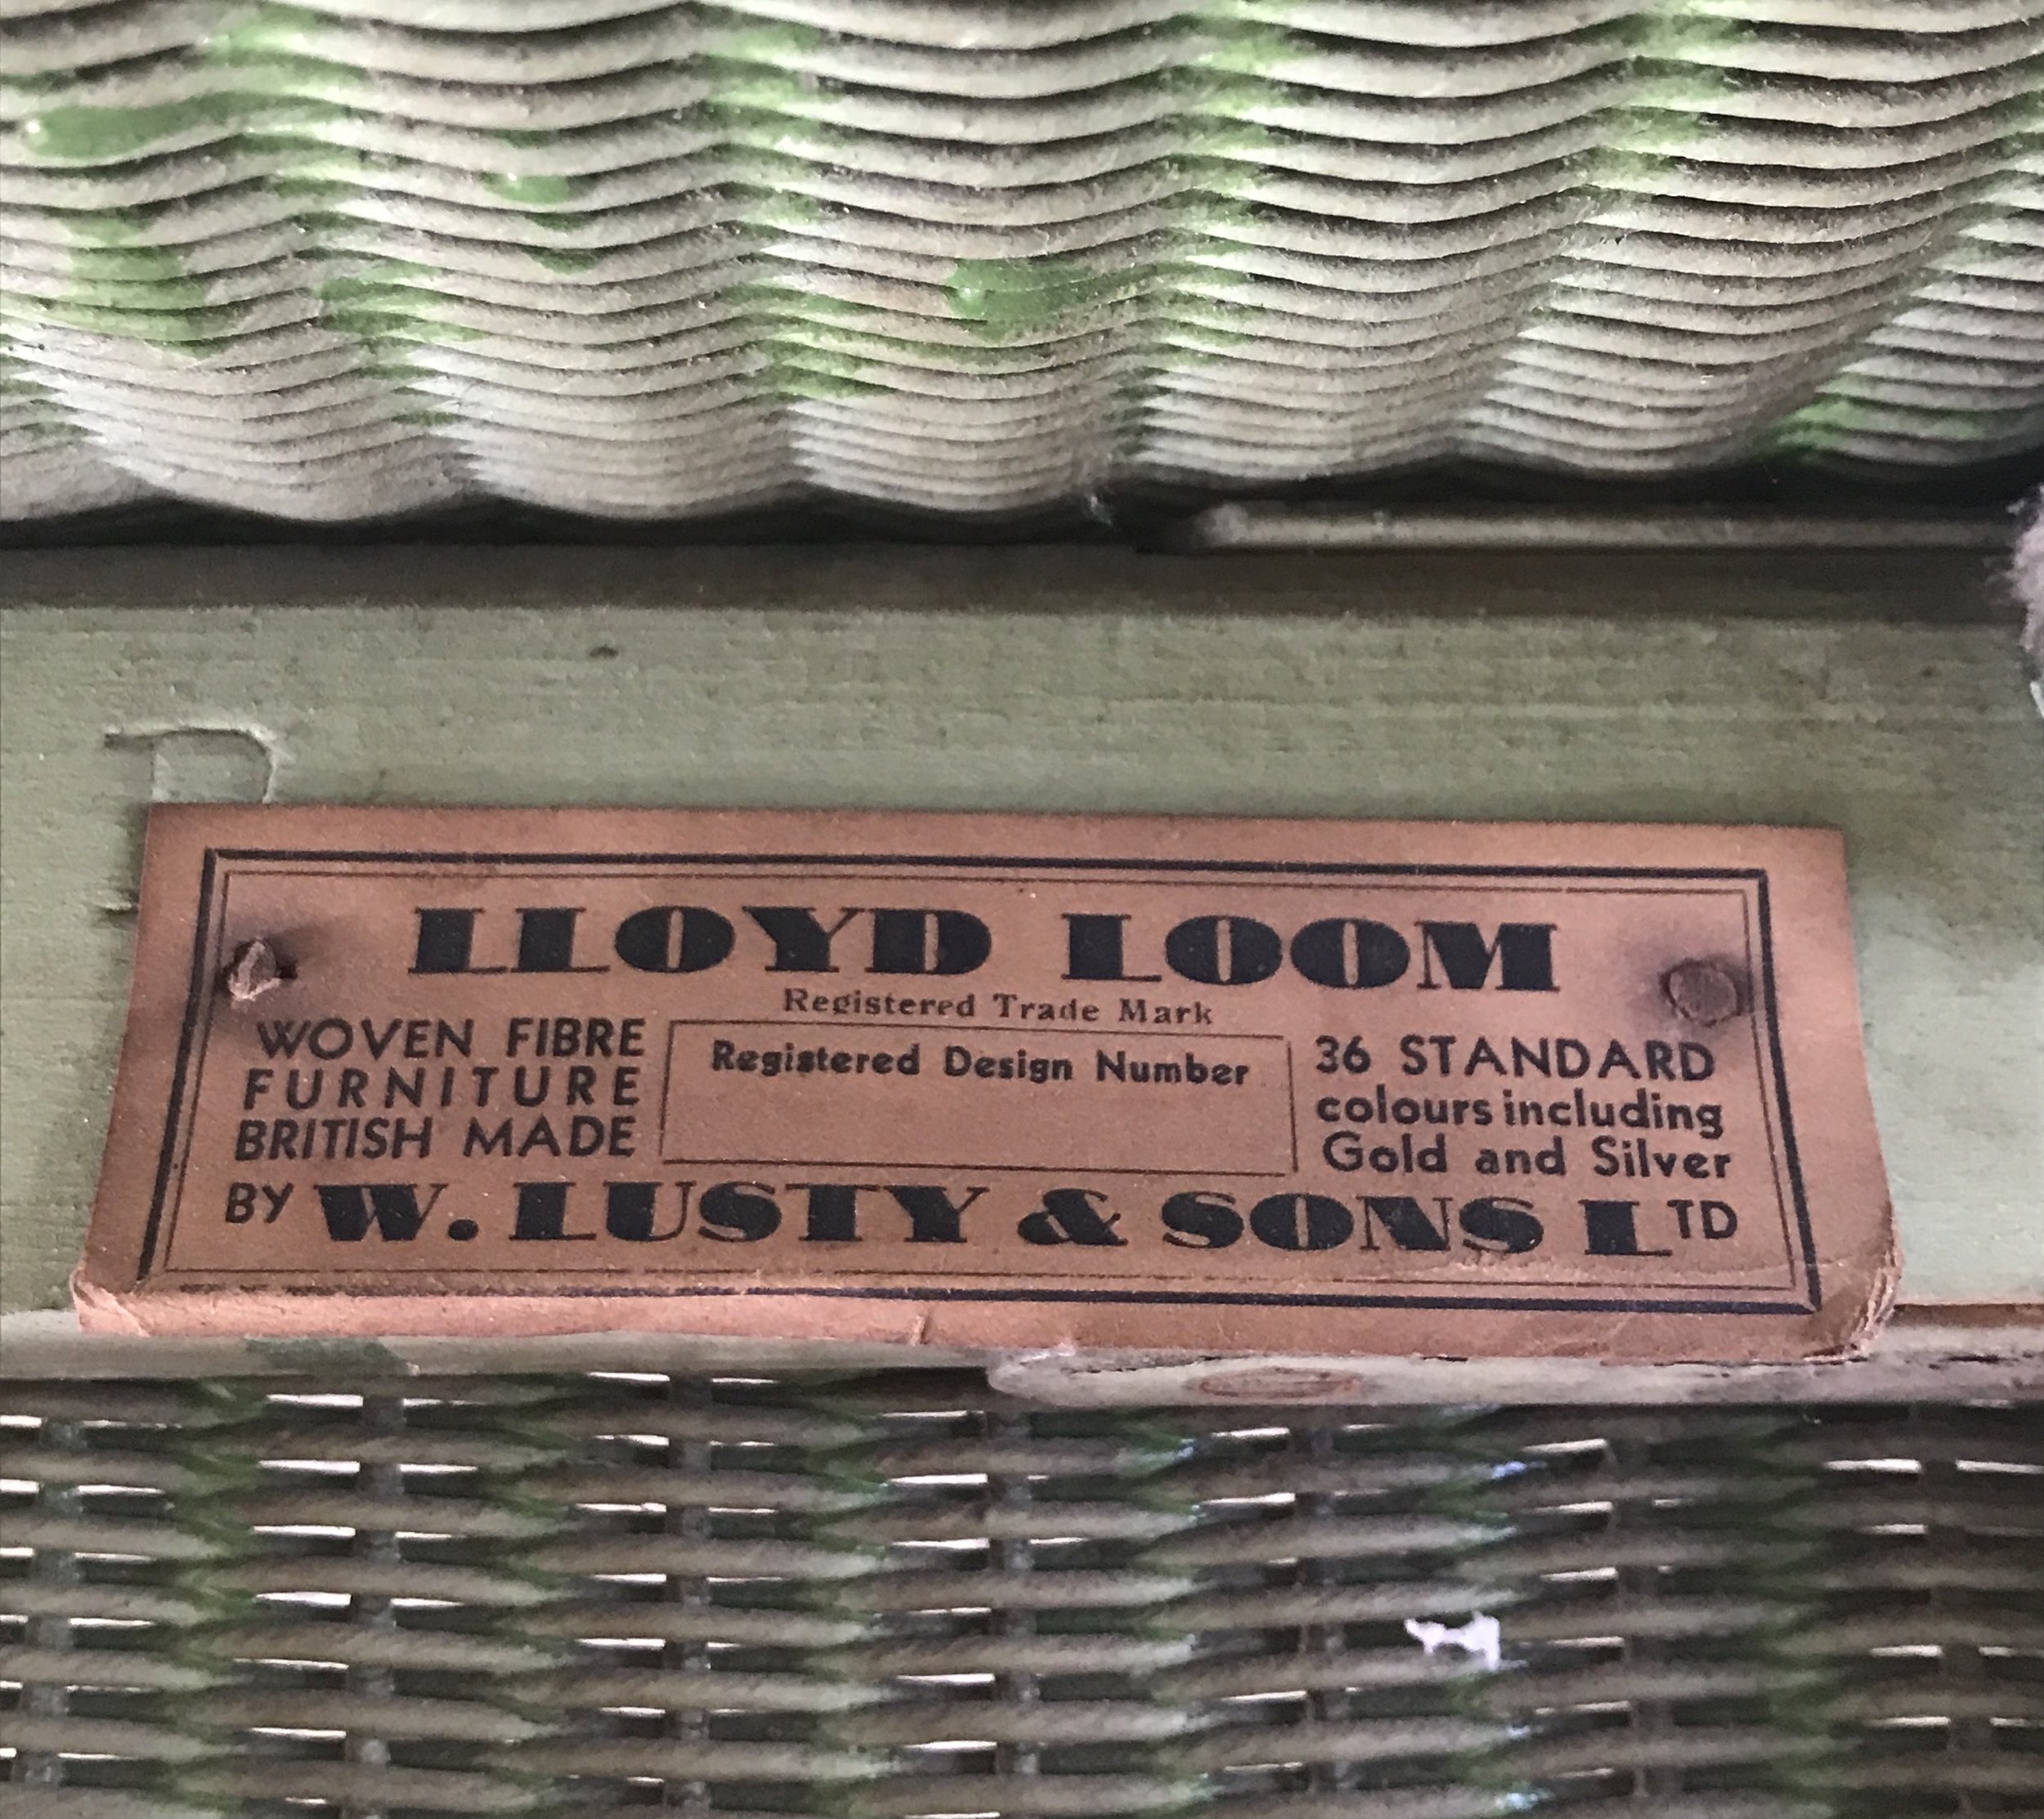 LLOYD LOOM
Registered Trade Mark
WOVEN FIBRE
FURNITURE
BRITISH MADE
Registered Design Number
36 STANDARD
colours including
Gold and Silver
BY W. LUSTY & SONS LTD